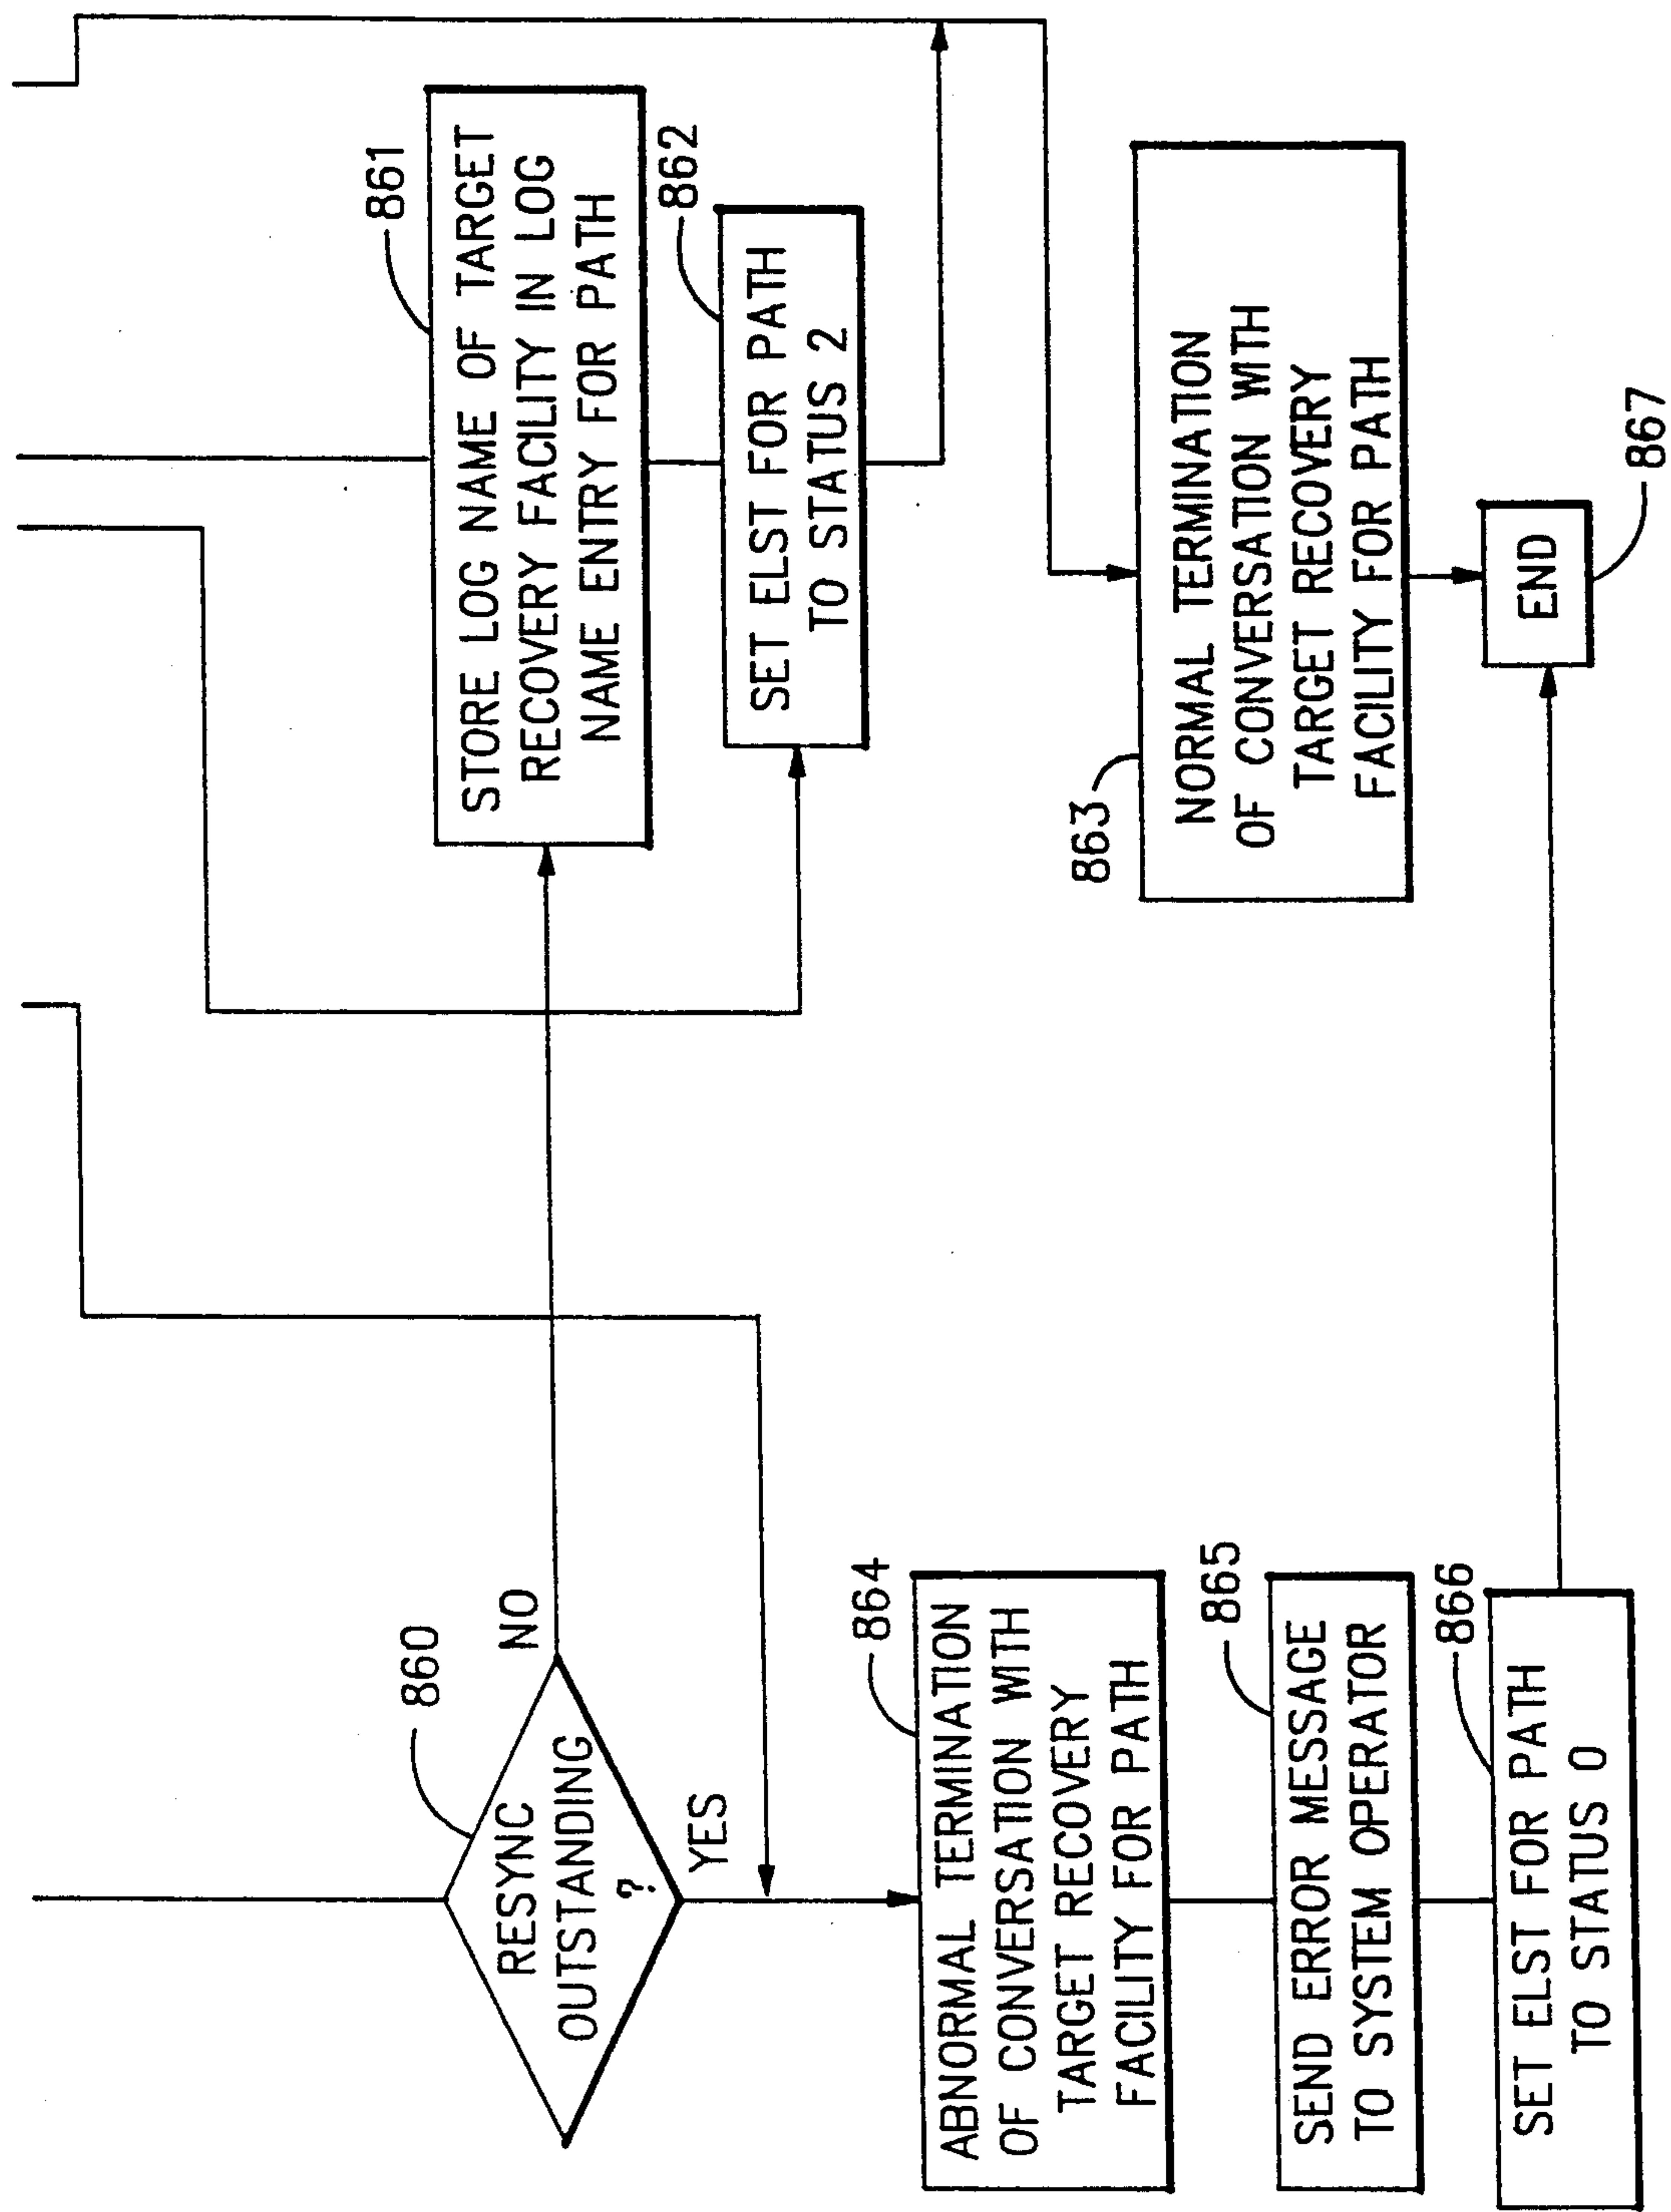 860
RESYNC
OUTSTANDING
?
NO
YES
861
STORE LOG NAME OF TARGET
RECOVERY FACILITY IN LOG
NAME ENTRY FOR PATH
862
SET ELST FOR PATH
TO STATUS 2
863
NORMAL TERMINATION
OF CONVERSATION WITH
TARGET RECOVERY
FACILITY FOR PATH
864
ABNORMAL TERMINATION
OF CONVERSATION WITH
TARGET RECOVERY
FACILITY FOR PATH
865
SEND ERROR MESSAGE
TO SYSTEM OPERATOR
866
SET ELST FOR PATH
TO STATUS 0
END
867